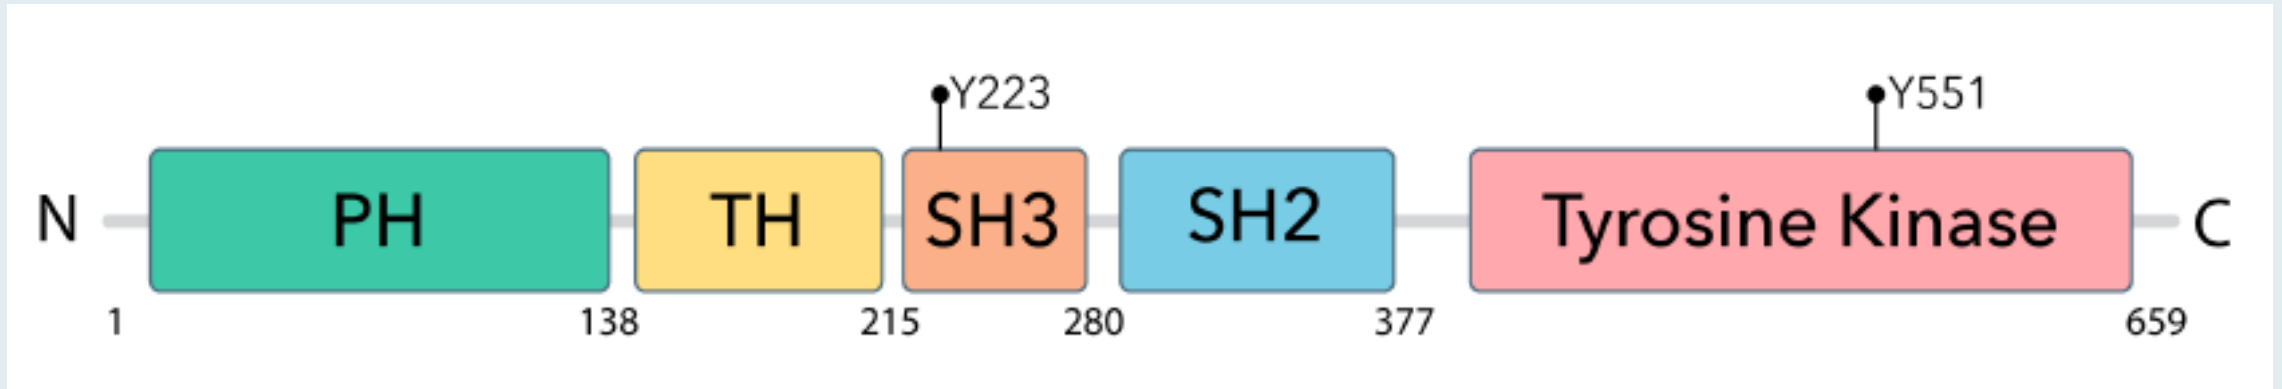 Y223 Y551
N PH TH SH3 SH2 Tyrosine Kinase C
1 138 215 280 377 659